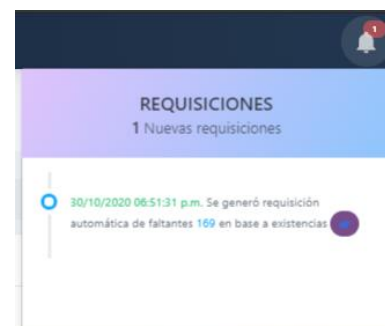 1
REQUISICIONES
1 Nuevas requisiciones
30/10/2020 06:51:31 p.m. Se generó requisición
automática de faltantes 169 en base a existencias